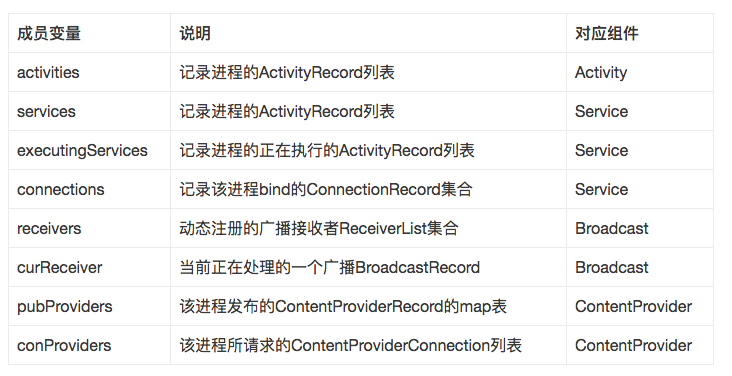 成员变量 说明 对应组件
activities 记录进程的ActivityRecord列表 Activity
services 记录进程的ActivityRecord列表 Service
executingServices 记录进程的正在执行的ActivityRecord列表 Service
connections 记录该进程bind的ConnectionRecord集合 Service
receivers 动态注册的广播接收者ReceiverList集合 Broadcast
curReceiver 当前正在处理的一个广播BroadcastRecord Broadcast
pubProviders 该进程发布的ContentProviderRecord的map表 ContentProvider
conProviders 该进程所请求的ContentProviderConnection列表 ContentProvider